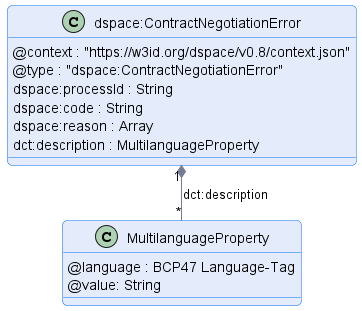 C dspace:ContractNegotiationError
@context : "https://w3id.org/dspace/v0.8/context.json"
@type : "dspace:ContractNegotiationError"
dspace:processId : String
dspace:code : String
dspace:reason : Array
dct:description : MultilanguageProperty
1
dct:description
*
C MultilanguageProperty
@language : BCP47 Language-Tag
@value: String